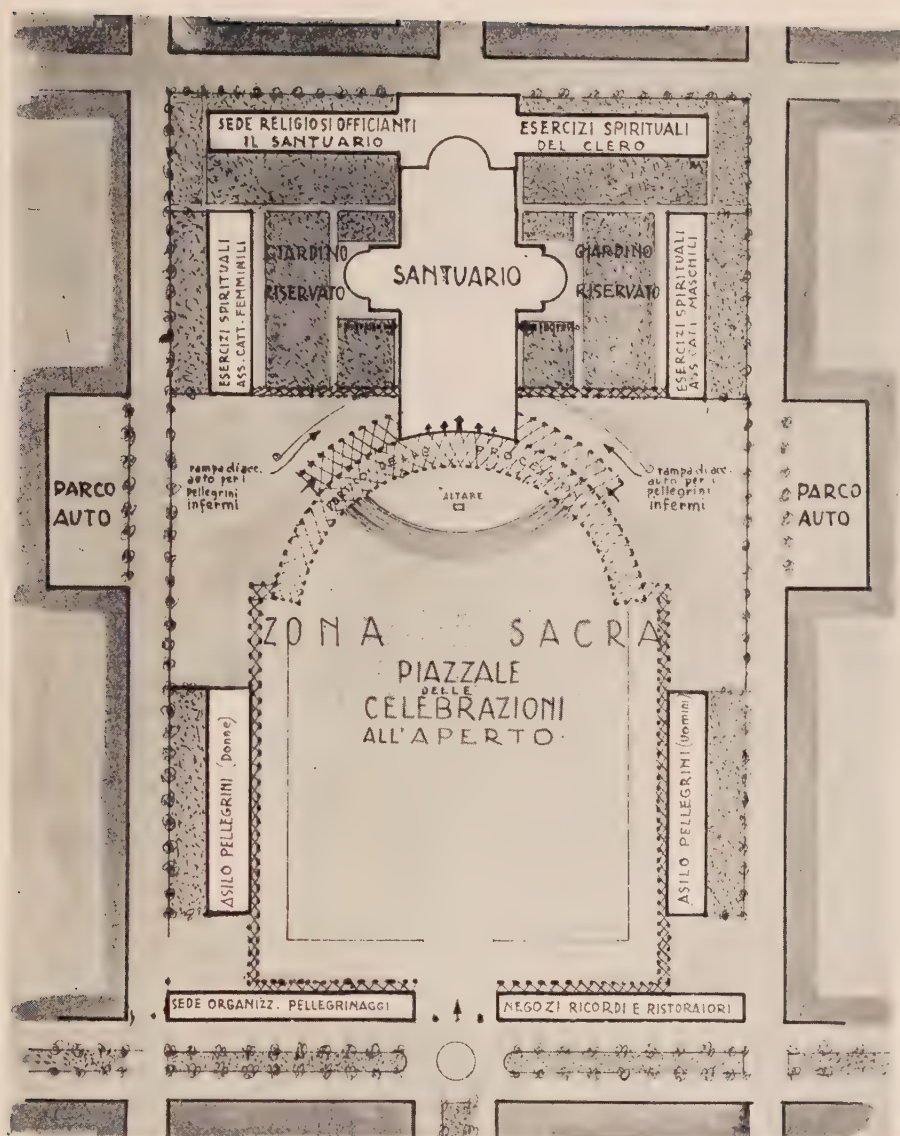 SEDE RELIGIOSI OFFICIANTI
IL SANTUARIO
ESERCIZI SPIRITUALI
DEL CLERO
ESERCIZI SPIRITUALI
ASS. CATT. FEMMINILI
GIARDINO
RISERVATO
SANTUARIO
GIARDINO
RISERVATO
ESERCIZI SPIRITUALI
ASS. CATT. MASCHILI
PARCO
AUTO
rampa di acc.
auto per i
pellegrini
infermi
PORTICO DELLE PROCESSIONI
ALTARE
rampa di acc.
auto per i
pellegrini
infermi
PARCO
AUTO
ZONA SACRA
PIAZZALE
DELLE
CELEBRAZIONI
ALL'APERTO
ASILO PELLEGRINI (Donne)
ASILO PELLEGRINI (Uomini)
SEDE ORGANIZZ. PELLEGRINAGGI
NEGOZI RICORDI E RISTORATORI